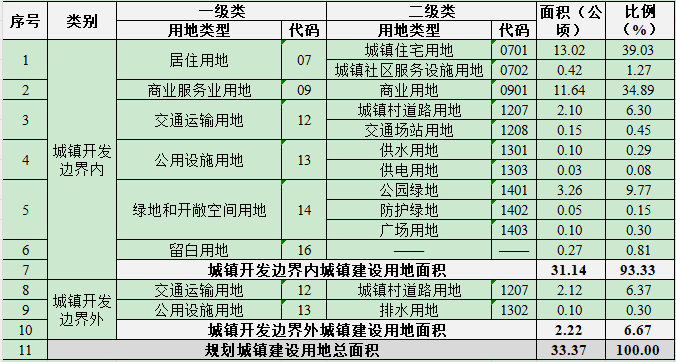 序号 类别 一级类 二级类 面积（公顷） 比例（%）
用地类型 代码 用地类型 代码
1 城镇开发边界内 居住用地 07 城镇住宅用地 0701 13.02 39.03
城镇社区服务设施用地 0702 0.42 1.27
2 商业服务业用地 09 商业用地 0901 11.64 34.89
3 交通运输用地 12 城镇村道路用地 1207 2.10 6.30
交通场站用地 1208 0.15 0.45
4 公用设施用地 13 供水用地 1301 0.10 0.29
供电用地 1303 0.03 0.08
5 绿地和开敞空间用地 14 公园绿地 1401 3.26 9.77
防护绿地 1402 0.05 0.15
广场用地 1403 0.10 0.30
6 留白用地 16 —— —— 0.27 0.81
7 城镇开发边界内城镇建设用地面积 31.14 93.33
8 城镇开发边界外 交通运输用地 12 城镇村道路用地 1207 2.12 6.37
9 公用设施用地 13 排水用地 1302 0.10 0.30
10 城镇开发边界外城镇建设用地面积 2.22 6.67
11 规划城镇建设用地总面积 33.37 100.00